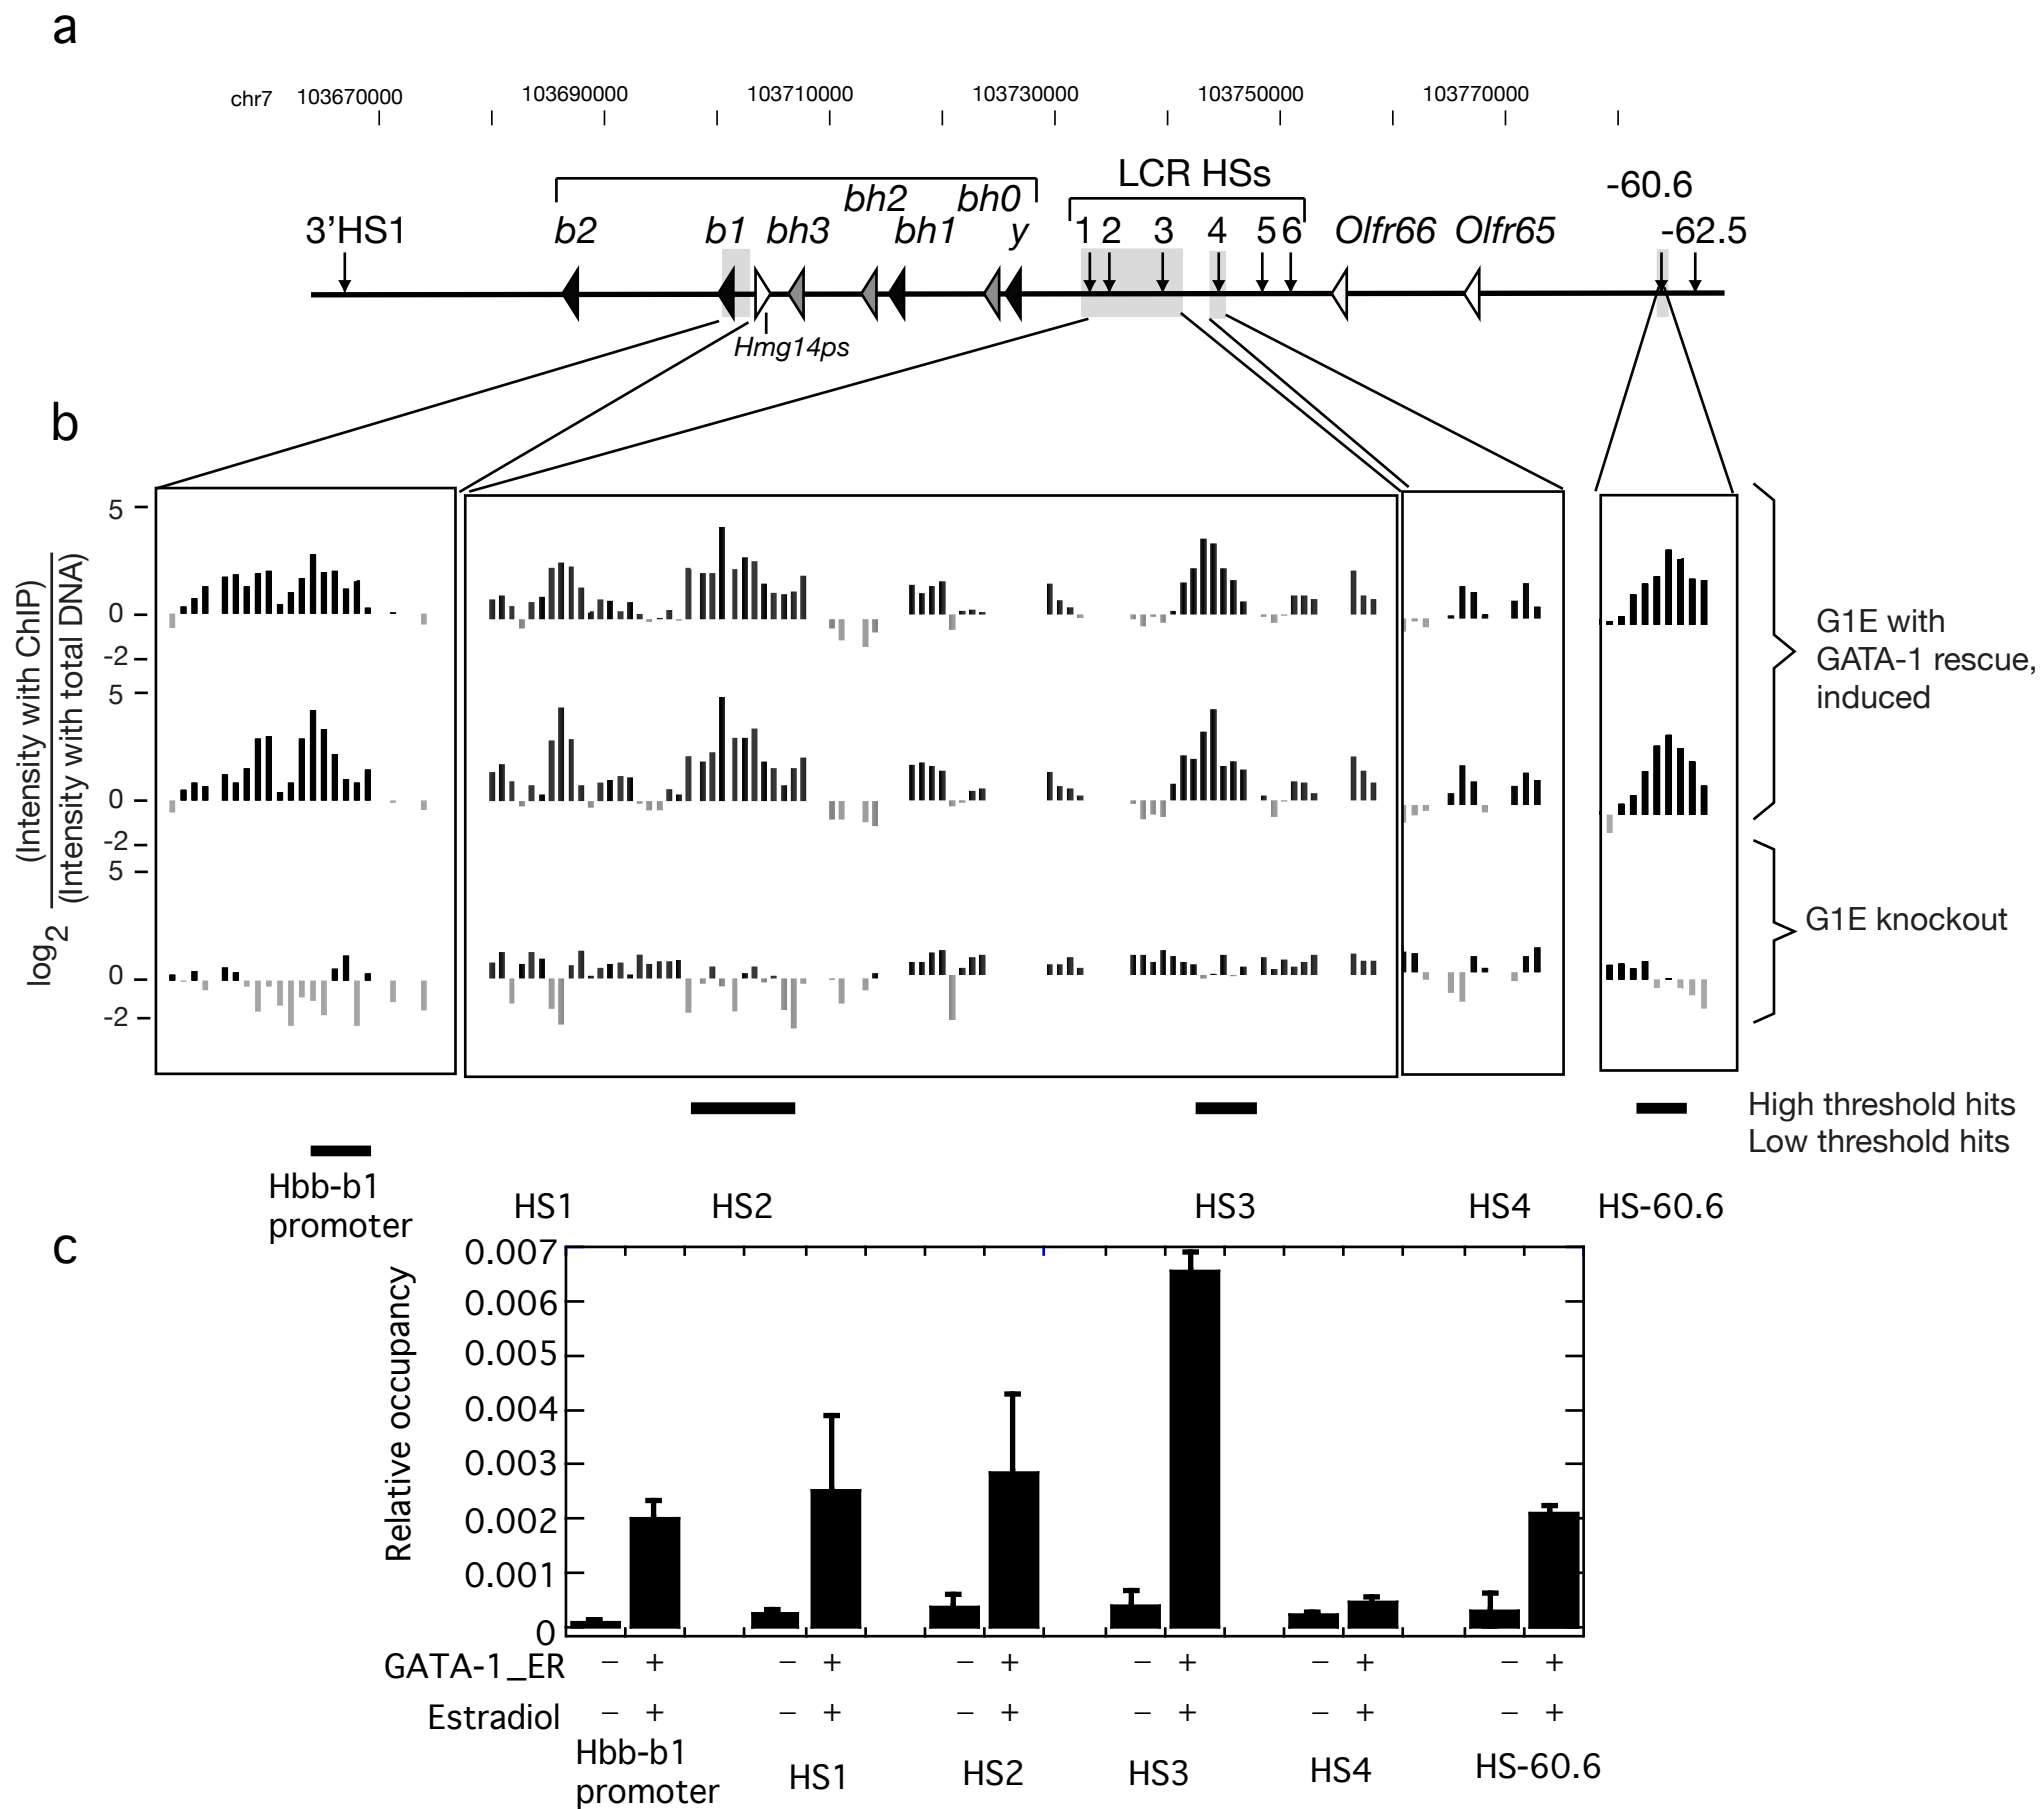 a
chr7 103670000 103690000 103710000 103730000 103750000 103770000
LCR HSs
-60.6
bh2 bh0
3'HS1 b2 b1 bh3 bh1 y 1 2 3 4 5 6 Olfr66 Olfr65 -62.5
Hmg14ps
b
log2 (Intensity with ChIP)
(Intensity with total DNA)
5
0
-2
5
0
-2
5
0
-2
G1E with
GATA-1 rescue,
induced
G1E knockout
High threshold hits
Low threshold hits
Hbb-b1
promoter
HS1 HS2 HS3 HS4 HS-60.6
c
Relative occupancy
0.007
0.006
0.005
0.004
0.003
0.002
0.001
0
GATA-1_ER − + − + − + − + − + − +
Estradiol − + − + − + − + − + − +
Hbb-b1
promoter
HS1 HS2 HS3 HS4 HS-60.6